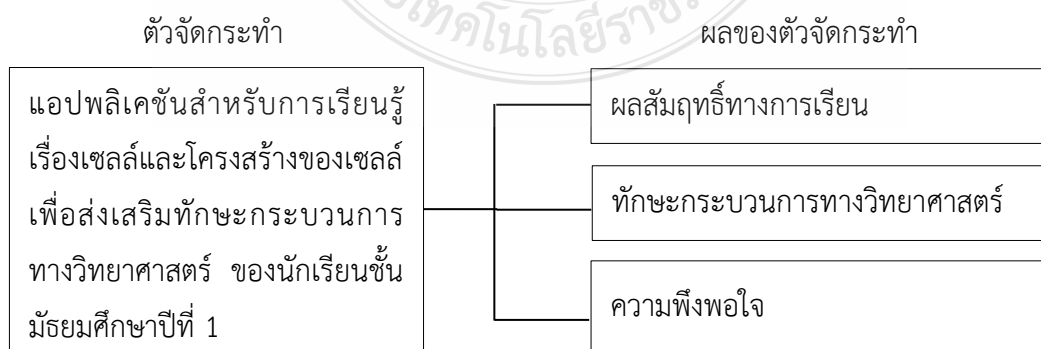 ตัวจัดกระทำ
ผลของตัวจัดกระทำ
แอปพลิเคชันสำหรับการเรียนรู้
เรื่องเซลล์และโครงสร้างของเซลล์
เพื่อส่งเสริมทักษะกระบวนการ
ทางวิทยาศาสตร์ ของนักเรียนชั้น
มัธยมศึกษาปีที่ 1
ผลสัมฤทธิ์ทางการเรียน
ทักษะกระบวนการทางวิทยาศาสตร์
ความพึงพอใจ